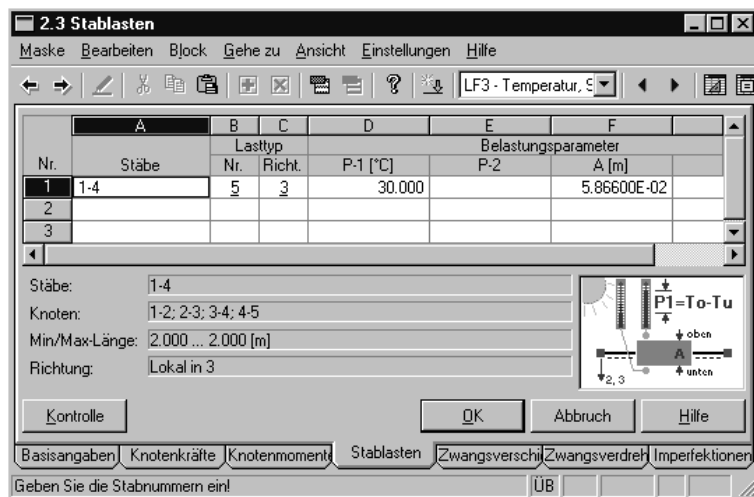 2.3 Stablasten
Maske Bearbeiten Block Gehe zu Ansicht Einstellungen Hilfe
LF3 - Temperatur, S
A B C D E F
Lasttyp Belastungsparameter
Nr. Stäbe Nr. Richt. P-1 [°C] P-2 A [m]
1 1-4 5 3 30.000 5.86600E-02
2
3
Stäbe: 1-4
Knoten: 1-2; 2-3; 3-4; 4-5
Min/Max-Länge: 2.000 ... 2.000 [m]
Richtung: Lokal in 3
P1=To-Tu
oben
A
unten
2, 3
Kontrolle OK Abbruch Hilfe
Basisangaben Knotenkräfte Knotenmomente Stablasten Zwangsverschi Zwangsverdreh Imperfektionen
Geben Sie die Stabnummern ein! ÜB